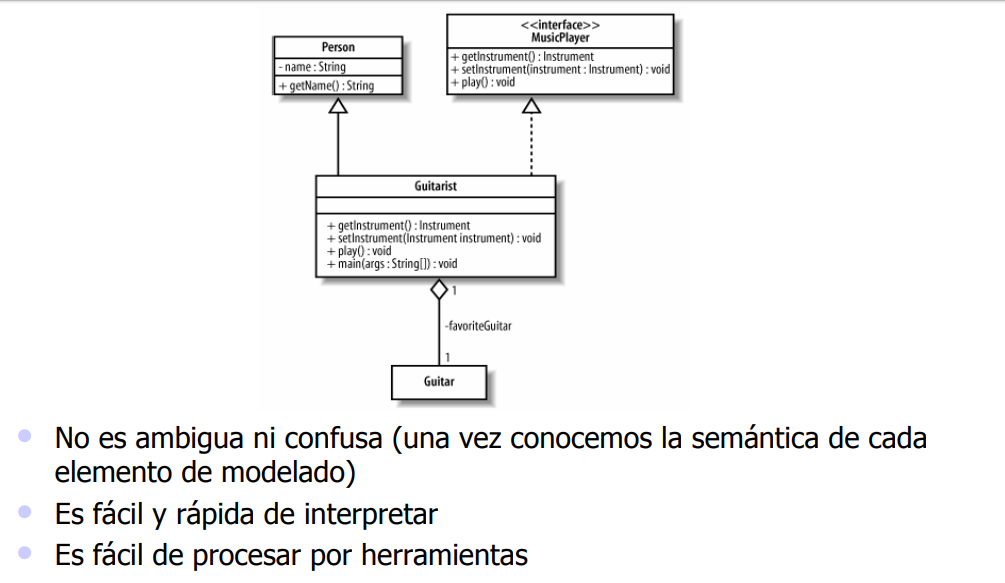 Person
- name : String
+ getName() : String
<<interface>>
MusicPlayer
+ getInstrument() : Instrument
+ setInstrument(instrument : Instrument) : void
+ play() : void
Guitarist
+ getInstrument() : Instrument
+ setInstrument(Instrument instrument) : void
+ play() : void
+ main(args : String[]) : void
1
-favoriteGuitar
1
Guitar
No es ambigua ni confusa (una vez conocemos la semántica de cada
elemento de modelado)
Es fácil y rápida de interpretar
Es fácil de procesar por herramientas